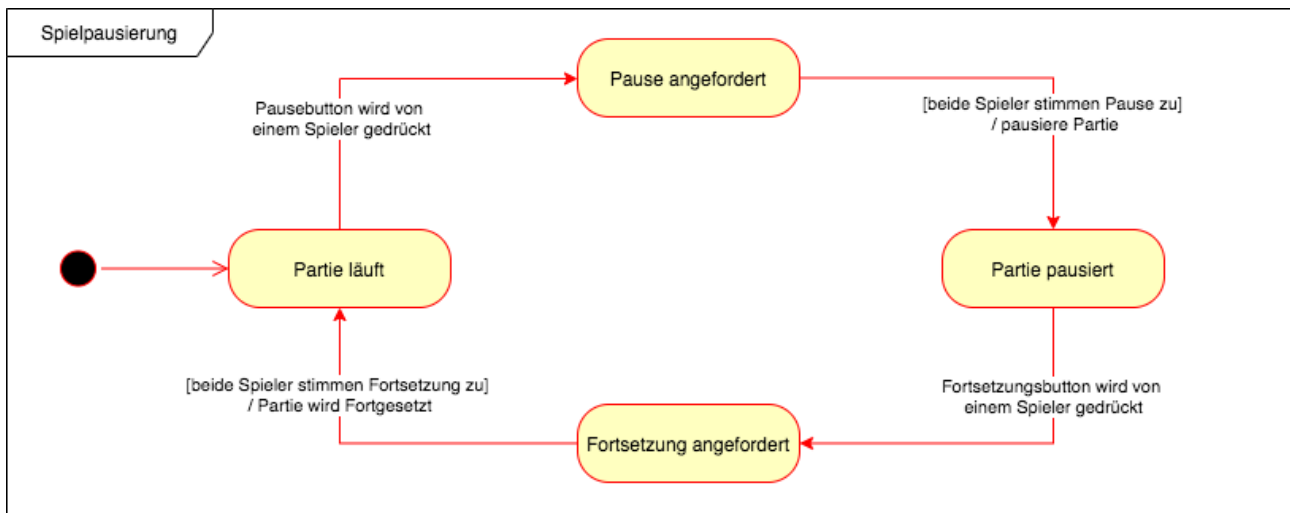 Spielpausierung
Pause angefordert
Pausebutton wird von
einem Spieler gedrückt
[beide Spieler stimmen Pause zu]
/ pausiere Partie
Partie läuft
Partie pausiert
[beide Spieler stimmen Fortsetzung zu]
/ Partie wird Fortgesetzt
Fortsetzungsbutton wird von
einem Spieler gedrückt
Fortsetzung angefordert